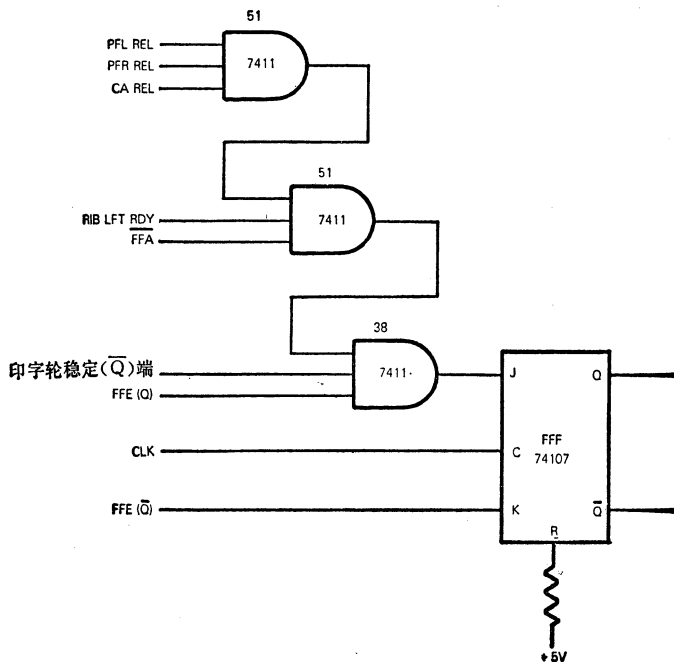 51
PFL REL
PFR REL
CA REL
7411
51
RIB LFT RDY
F̅F̅A̅
7411
38
印字轮稳定(Q̅)端
FFE (Q)
7411
J
Q
CLK
C
FFF
74107
FFE (Q̅)
K
Q̅
R
+5V